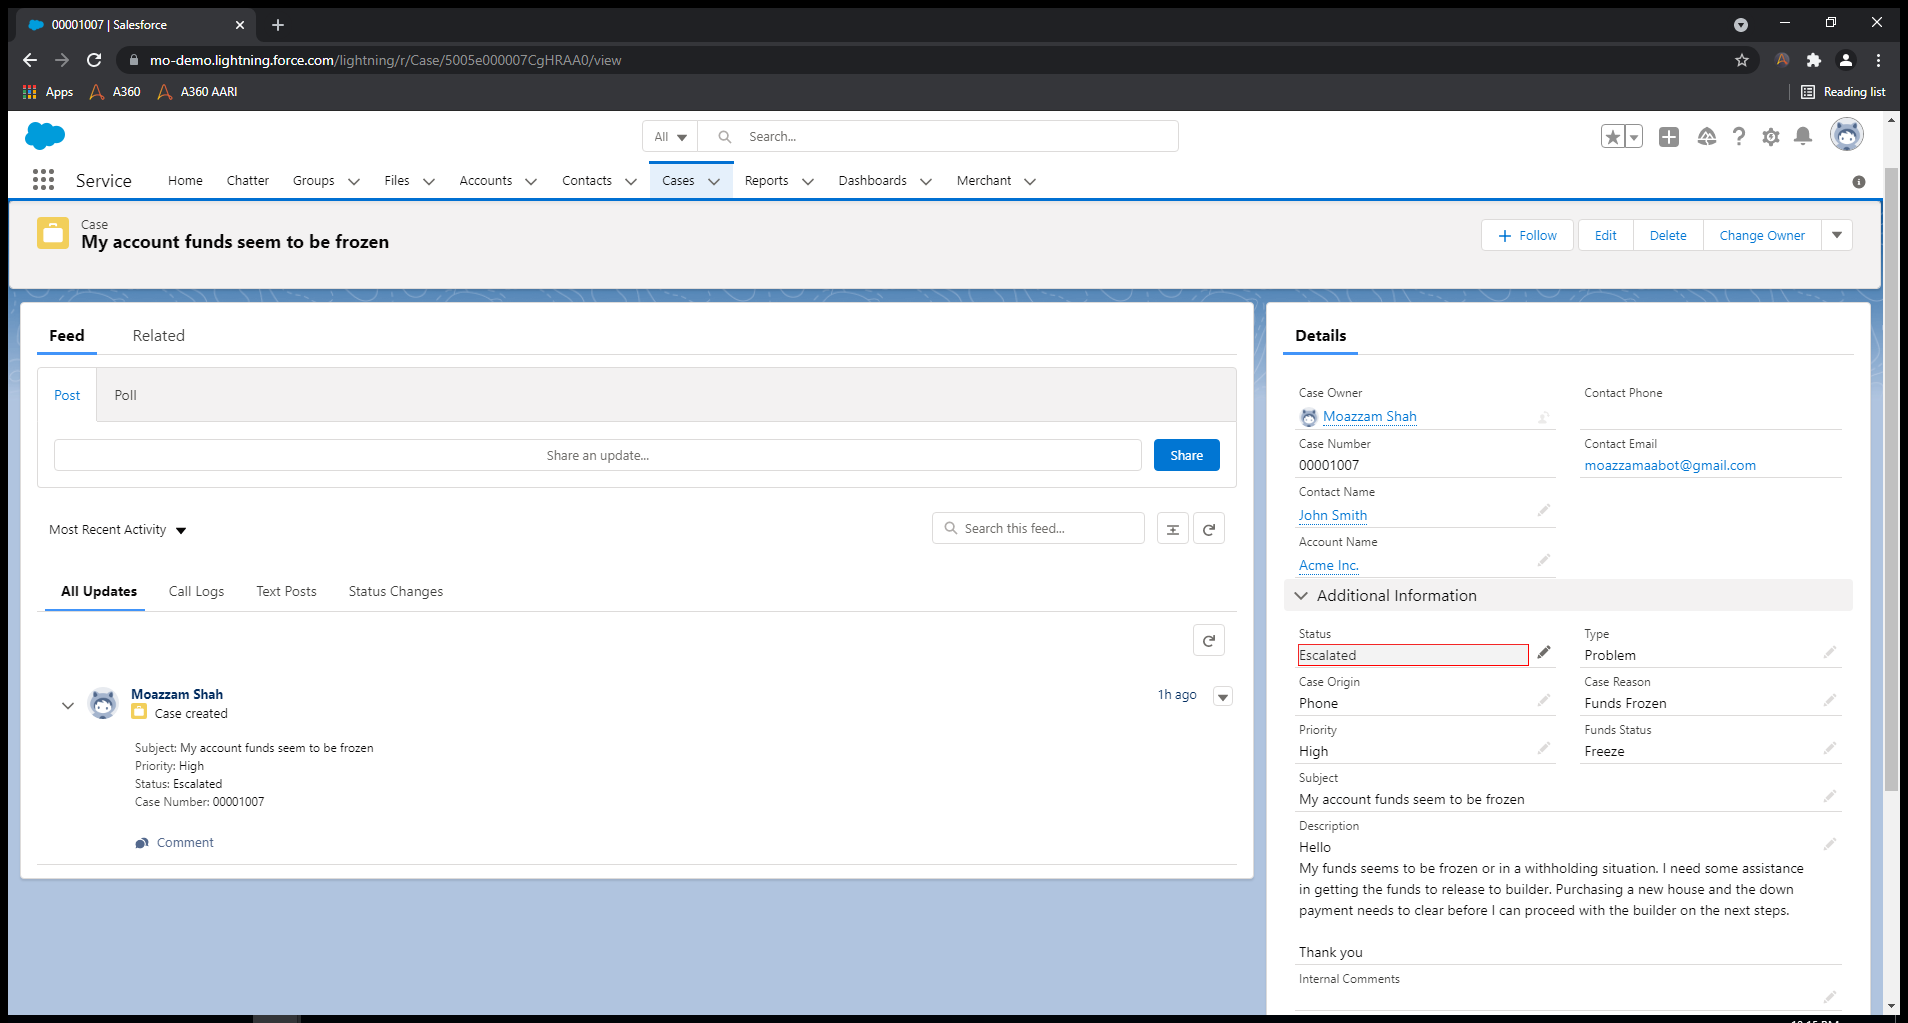 00001007 | Salesforce
mo-demo.lightning.force.com/lightning/r/Case/5005e000007CgHRAA0/view
Apps A360 A360 AARI Reading list
All Search...
Service Home Chatter Groups Files Accounts Contacts Cases Reports Dashboards Merchant
Case
My account funds seem to be frozen
Follow Edit Delete Change Owner
Feed Related
Post Poll
Share an update... Share
Most Recent Activity Search this feed...
All Updates Call Logs Text Posts Status Changes
Moazzam Shah 1h ago
Case created
Subject: My account funds seem to be frozen
Priority: High
Status: Escalated
Case Number: 00001007
Comment
Details
Case Owner Contact Phone
Moazzam Shah
Case Number Contact Email
00001007 moazzamaabot@gmail.com
Contact Name
John Smith
Account Name
Acme Inc.
Additional Information
Status Type
Escalated Problem
Case Origin Case Reason
Phone Funds Frozen
Priority Funds Status
High Freeze
Subject
My account funds seem to be frozen
Description
Hello
My funds seems to be frozen or in a withholding situation. I need some assistance
in getting the funds to release to builder. Purchasing a new house and the down
payment needs to clear before I can proceed with the builder on the next steps.
Thank you
Internal Comments